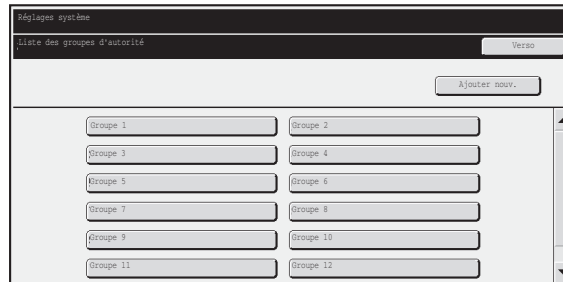 Réglages système
Liste des groupes d'autorité
Verso
Ajouter nouv.
Groupe 1
Groupe 2
Groupe 3
Groupe 4
Groupe 5
Groupe 6
Groupe 7
Groupe 8
Groupe 9
Groupe 10
Groupe 11
Groupe 12